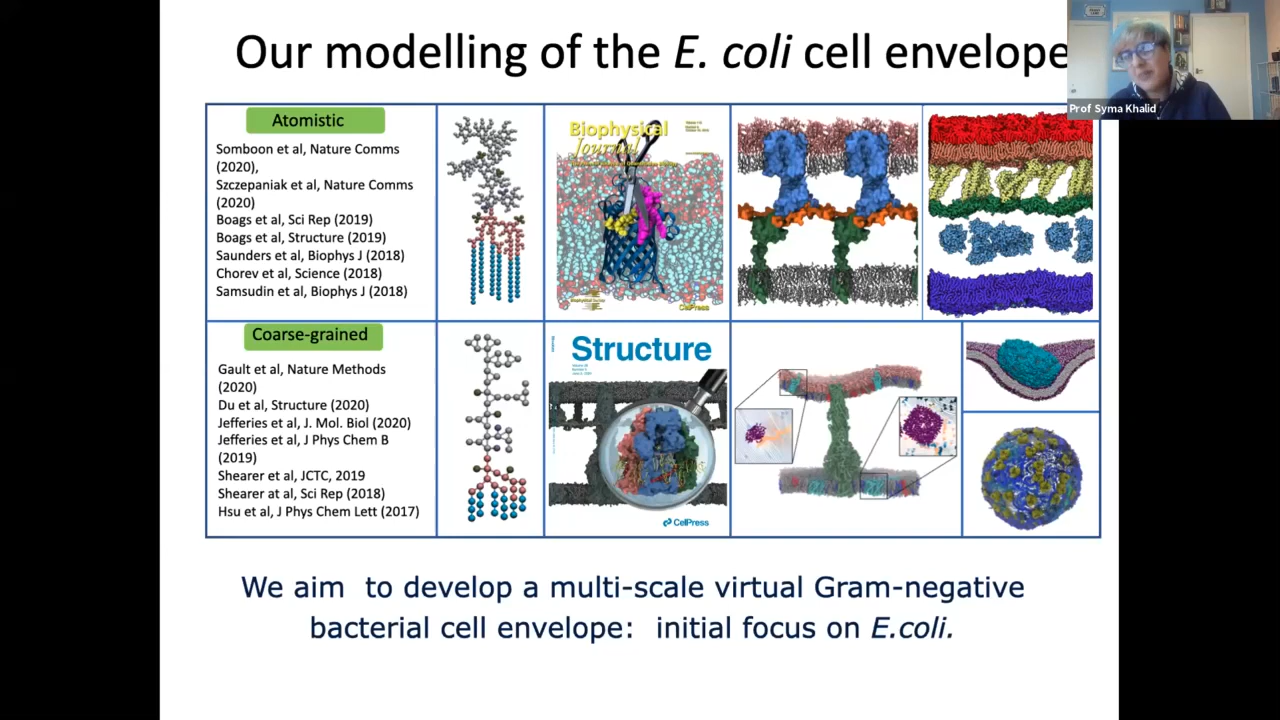 Our modelling of the E. coli cell envelope
Prof Syma Khalid
Atomistic
Somboon et al, Nature Comms
(2020),
Szczepaniak et al, Nature Comms
(2020)
Boags et al, Sci Rep (2019)
Boags et al, Structure (2019)
Saunders et al, Biophys J (2018)
Chorev et al, Science (2018)
Samsudin et al, Biophys J (2018)
Biophysical
Journal
CellPress
Coarse-grained
Gault et al, Nature Methods
(2020)
Du et al, Structure (2020)
Jefferies et al, J. Mol. Biol (2020)
Jefferies et al, J Phys Chem B
(2019)
Shearer et al, JCTC, 2019
Shearer at al, Sci Rep (2018)
Hsu et al, J Phys Chem Lett (2017)
Structure
CellPress
We aim to develop a multi-scale virtual Gram-negative
bacterial cell envelope: initial focus on E.coli.